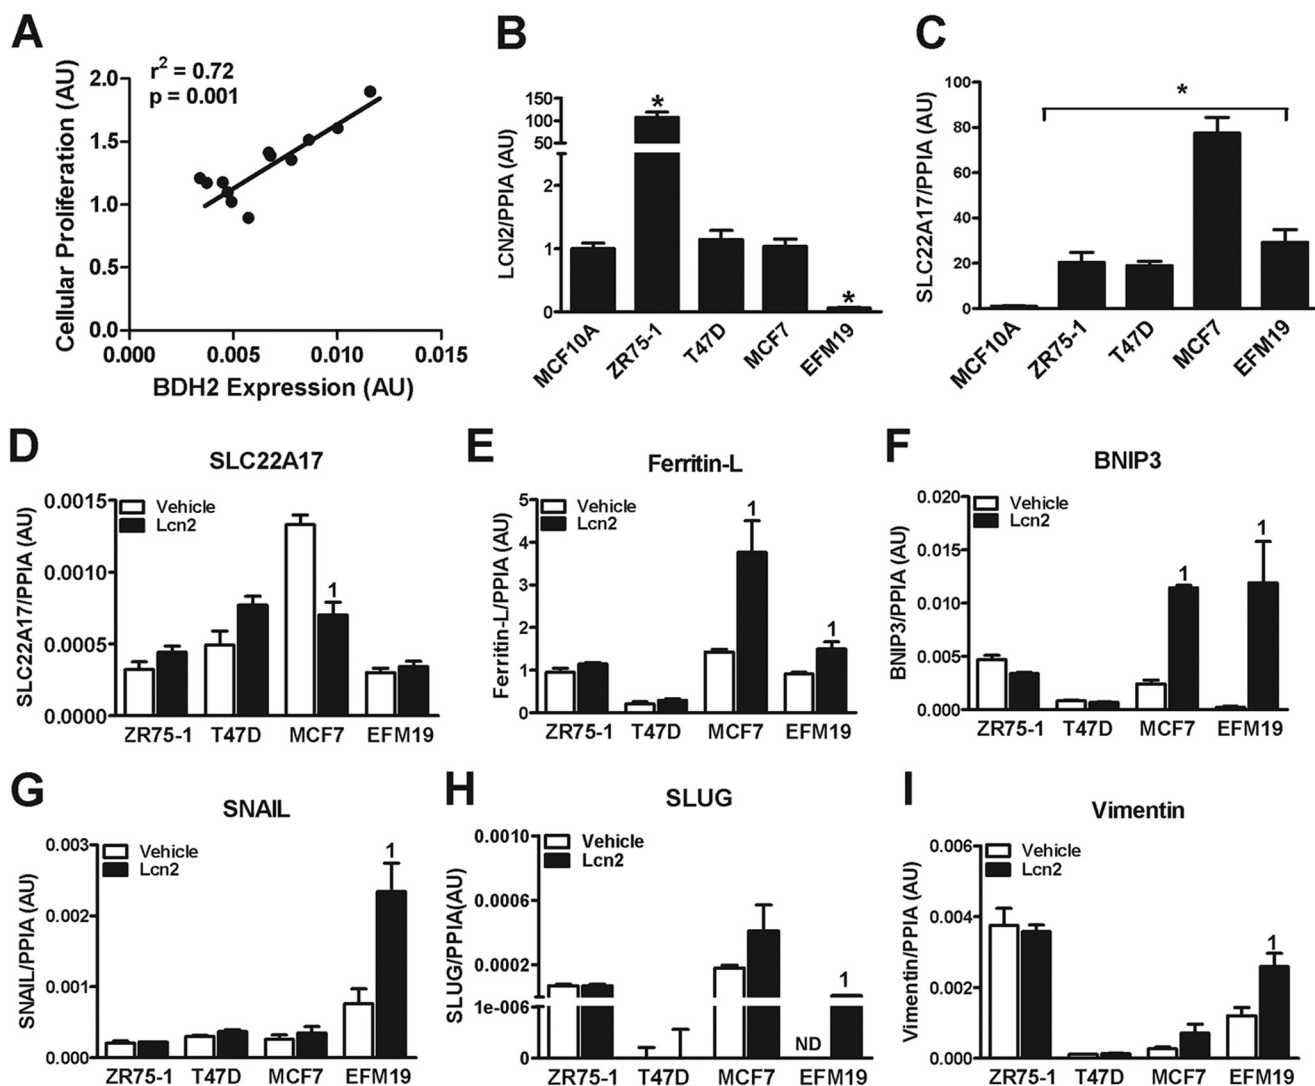 A
r² = 0.72
p = 0.001
Cellular Proliferation (AU)
2.0
1.5
1.0
0.5
0.0
0.000 0.005 0.010 0.015
BDH2 Expression (AU)
B
LCN2/PPIA (AU)
150
100
50
2
1
0
*
*
MCF10A ZR75-1 T47D MCF7 EFM19
C
SLC22A17/PPIA (AU)
100
80
60
40
20
0
*
MCF10A ZR75-1 T47D MCF7 EFM19
D
SLC22A17
Vehicle
Lcn2
SLC22A17/PPIA (AU)
0.0015
0.0010
0.0005
0.0000
1
ZR75-1 T47D MCF7 EFM19
E
Ferritin-L
Vehicle
Lcn2
Ferritin-L/PPIA (AU)
5
4
3
2
1
0
1
1
ZR75-1 T47D MCF7 EFM19
F
BNIP3
Vehicle
Lcn2
BNIP3/PPIA (AU)
0.020
0.015
0.010
0.005
0.000
1
1
ZR75-1 T47D MCF7 EFM19
G
SNAIL
Vehicle
Lcn2
SNAIL/PPIA (AU)
0.003
0.002
0.001
0.000
1
ZR75-1 T47D MCF7 EFM19
H
SLUG
Vehicle
Lcn2
SLUG/PPIA(AU)
0.0010
0.0006
0.0002
1e-006
0
ND
1
ZR75-1 T47D MCF7 EFM19
I
Vimentin
Vehicle
Lcn2
Vimentin/PPIA (AU)
0.006
0.004
0.002
0.000
1
ZR75-1 T47D MCF7 EFM19